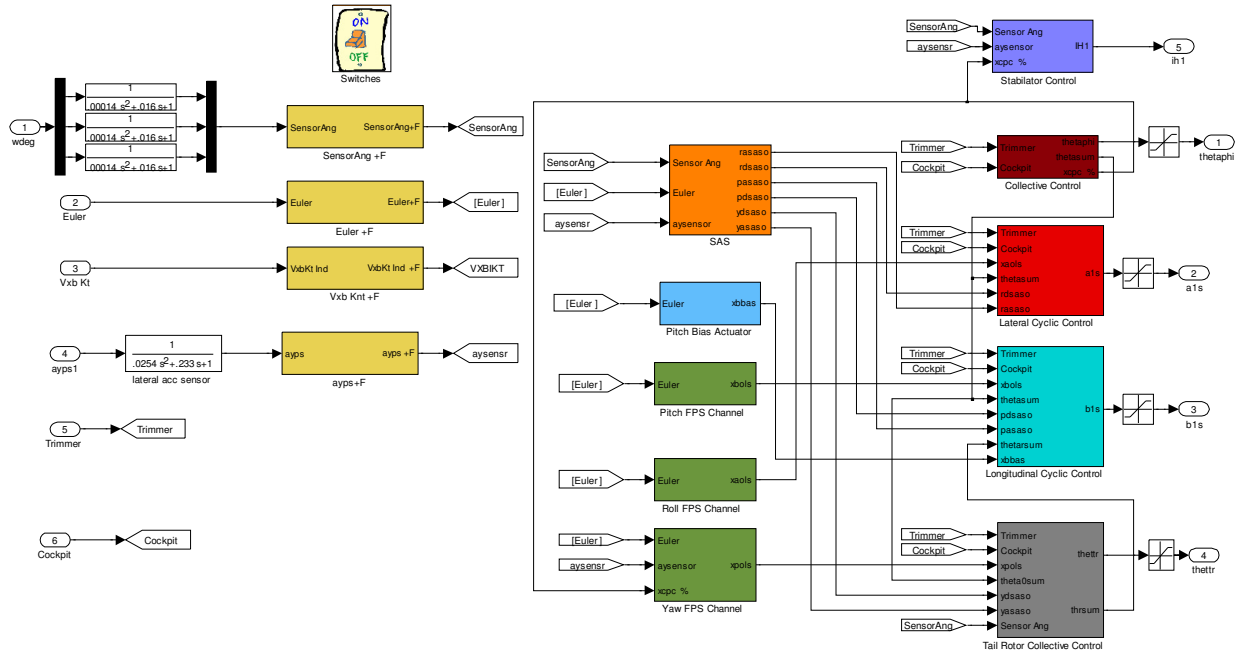 ON
OFF
Switches
1
wdeg
1
.00014 s2+.016 s+1
1
.00014 s2+.016 s+1
1
.00014 s2+.016 s+1
SensorAng
SensorAng+F
SensorAng +F
SensorAng
2
Euler
Euler
Euler+F
Euler +F
[Euler]
3
Vxb Kt
VxbKt Ind
VxbKt Ind +F
Vxb Knt +F
VXBIKT
4
ayps1
1
.0254 s2+.233 s+1
lateral acc sensor
ayps
ayps +F
ayps+F
aysensr
5
Trimmer
Trimmer
6
Cockpit
Cockpit
SensorAng
[Euler]
aysensr
Sensor Ang
Euler
aysensor
rasaso
rdsaso
pasaso
pdsaso
ydsaso
yasaso
SAS
[Euler]
Euler
xbbas
Pitch Bias Actuator
[Euler]
Euler
xbols
Pitch FPS Channel
[Euler]
Euler
xaols
Roll FPS Channel
[Euler]
aysensr
Euler
aysensor
xcpc %
xpols
Yaw FPS Channel
SensorAng
aysensr
Sensor Ang
aysensor
xcpc %
IH1
Stabilator Control
5
ih1
Trimmer
Cockpit
Trimmer
Cockpit
thetaphi
thetasum
xcpc %
Collective Control
1
thetaphi
Trimmer
Cockpit
Trimmer
Cockpit
xaols
thetasum
rdsaso
rasaso
a1s
Lateral Cyclic Control
2
a1s
Trimmer
Cockpit
Trimmer
Cockpit
xbols
thetasum
pdsaso
pasaso
thetarsum
xbbas
b1s
Longitudinal Cyclic Control
3
b1s
Trimmer
Cockpit
SensorAng
Trimmer
Cockpit
xpols
theta0sum
ydsaso
yasaso
Sensor Ang
thettr
thrsum
Tail Rotor Collective Control
4
thettr